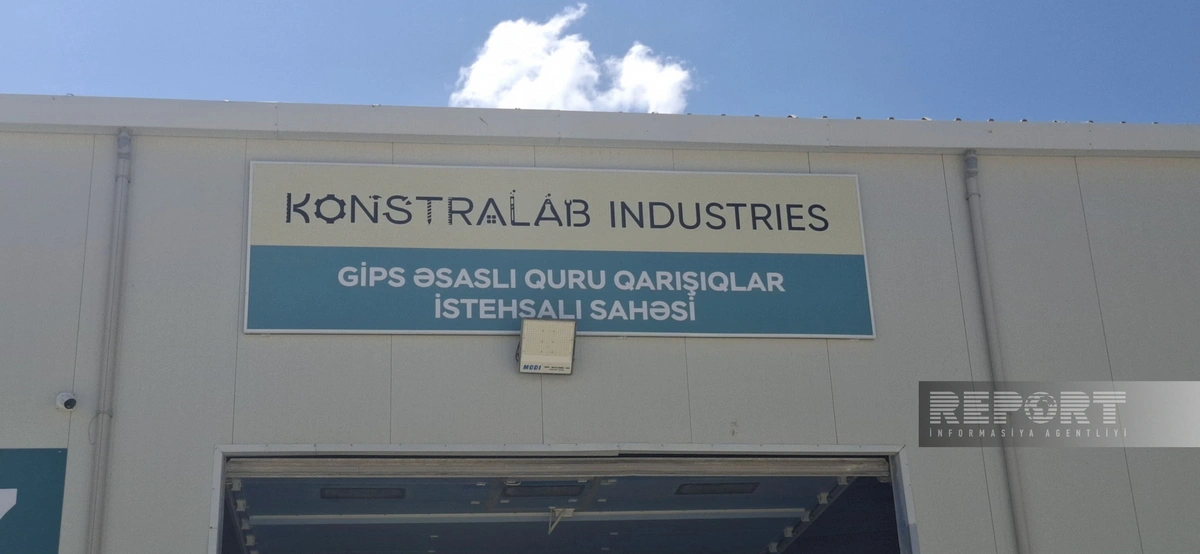 KONSTRALAB INDUSTRIES
GİPS ƏSASLI QURU QARIŞIQLAR
İSTEHSALI SAHƏSİ
REPORT
İNFORMASİYA AGENTLİYİ